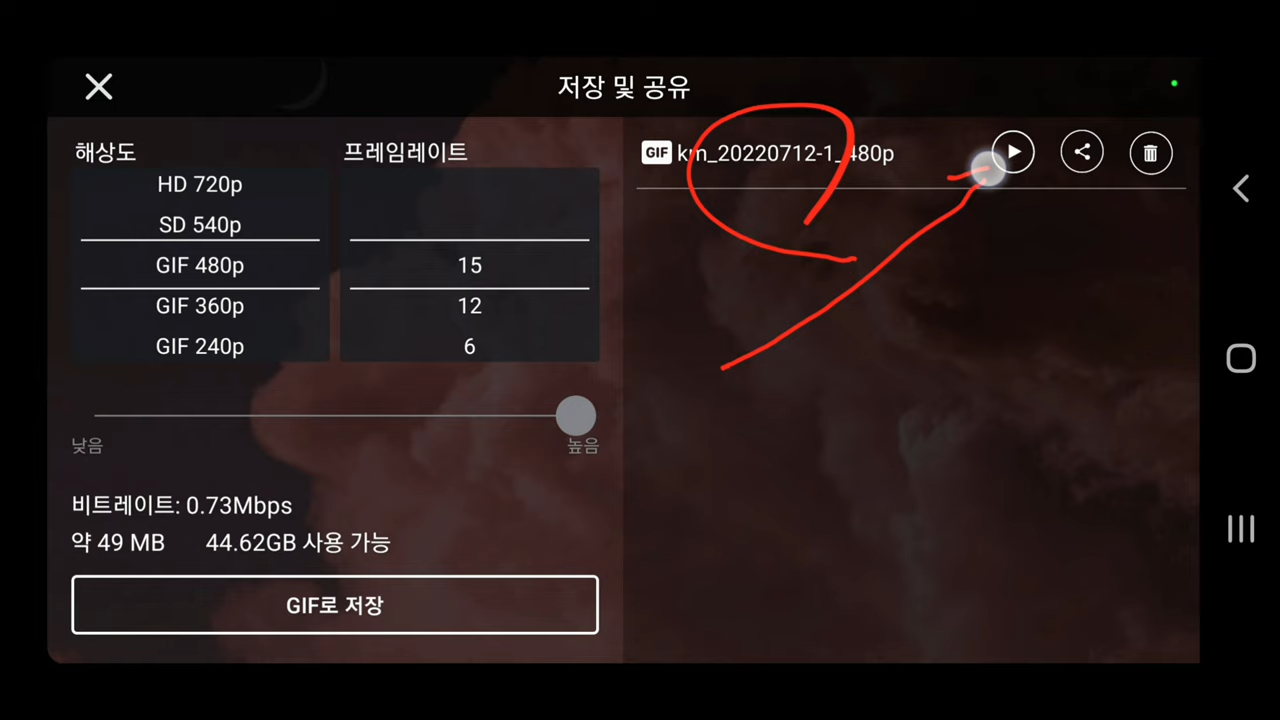 저장 및 공유
해상도
프레임레이트
HD 720p
SD 540p
GIF 480p
GIF 360p
GIF 240p
15
12
6
낮음
높음
비트레이트: 0.73Mbps
약 49 MB 44.62GB 사용 가능
GIF로 저장
GIF km_20220712-1_480p